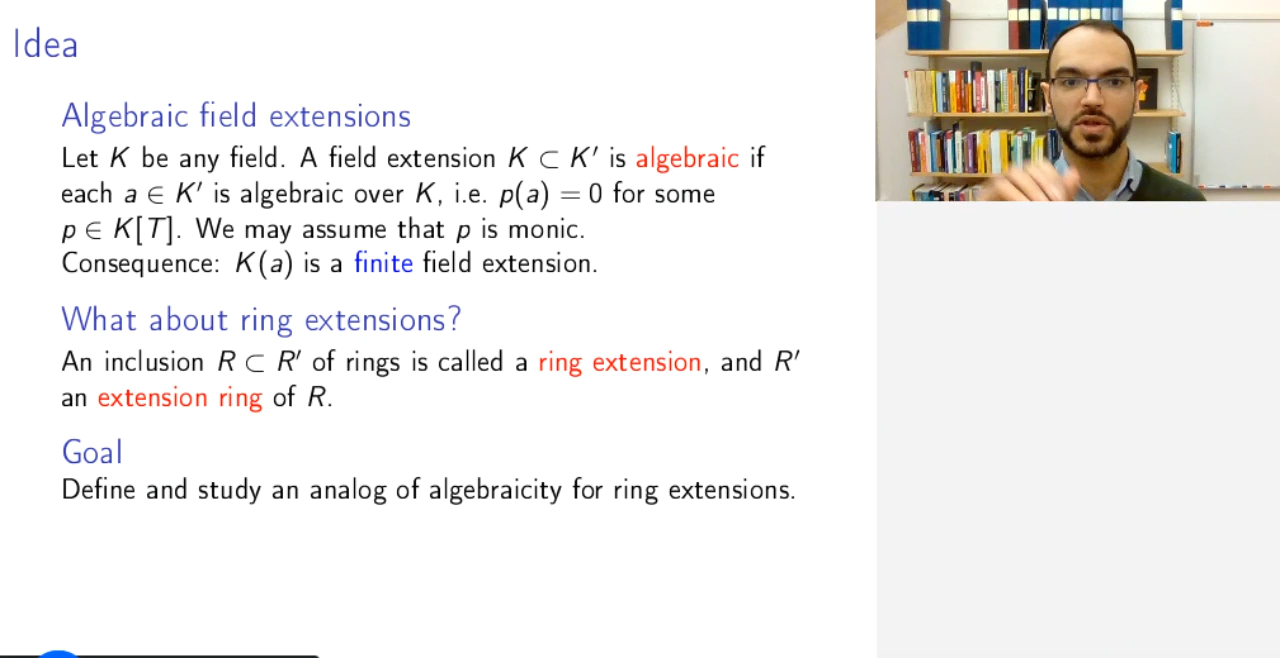 Idea
Algebraic field extensions
Let K be any field. A field extension K ⊂ K′ is algebraic if
each a ∈ K′ is algebraic over K, i.e. p(a) = 0 for some
p ∈ K[T]. We may assume that p is monic.
Consequence: K(a) is a finite field extension.
What about ring extensions?
An inclusion R ⊂ R′ of rings is called a ring extension, and R′
an extension ring of R.
Goal
Define and study an analog of algebraicity for ring extensions.